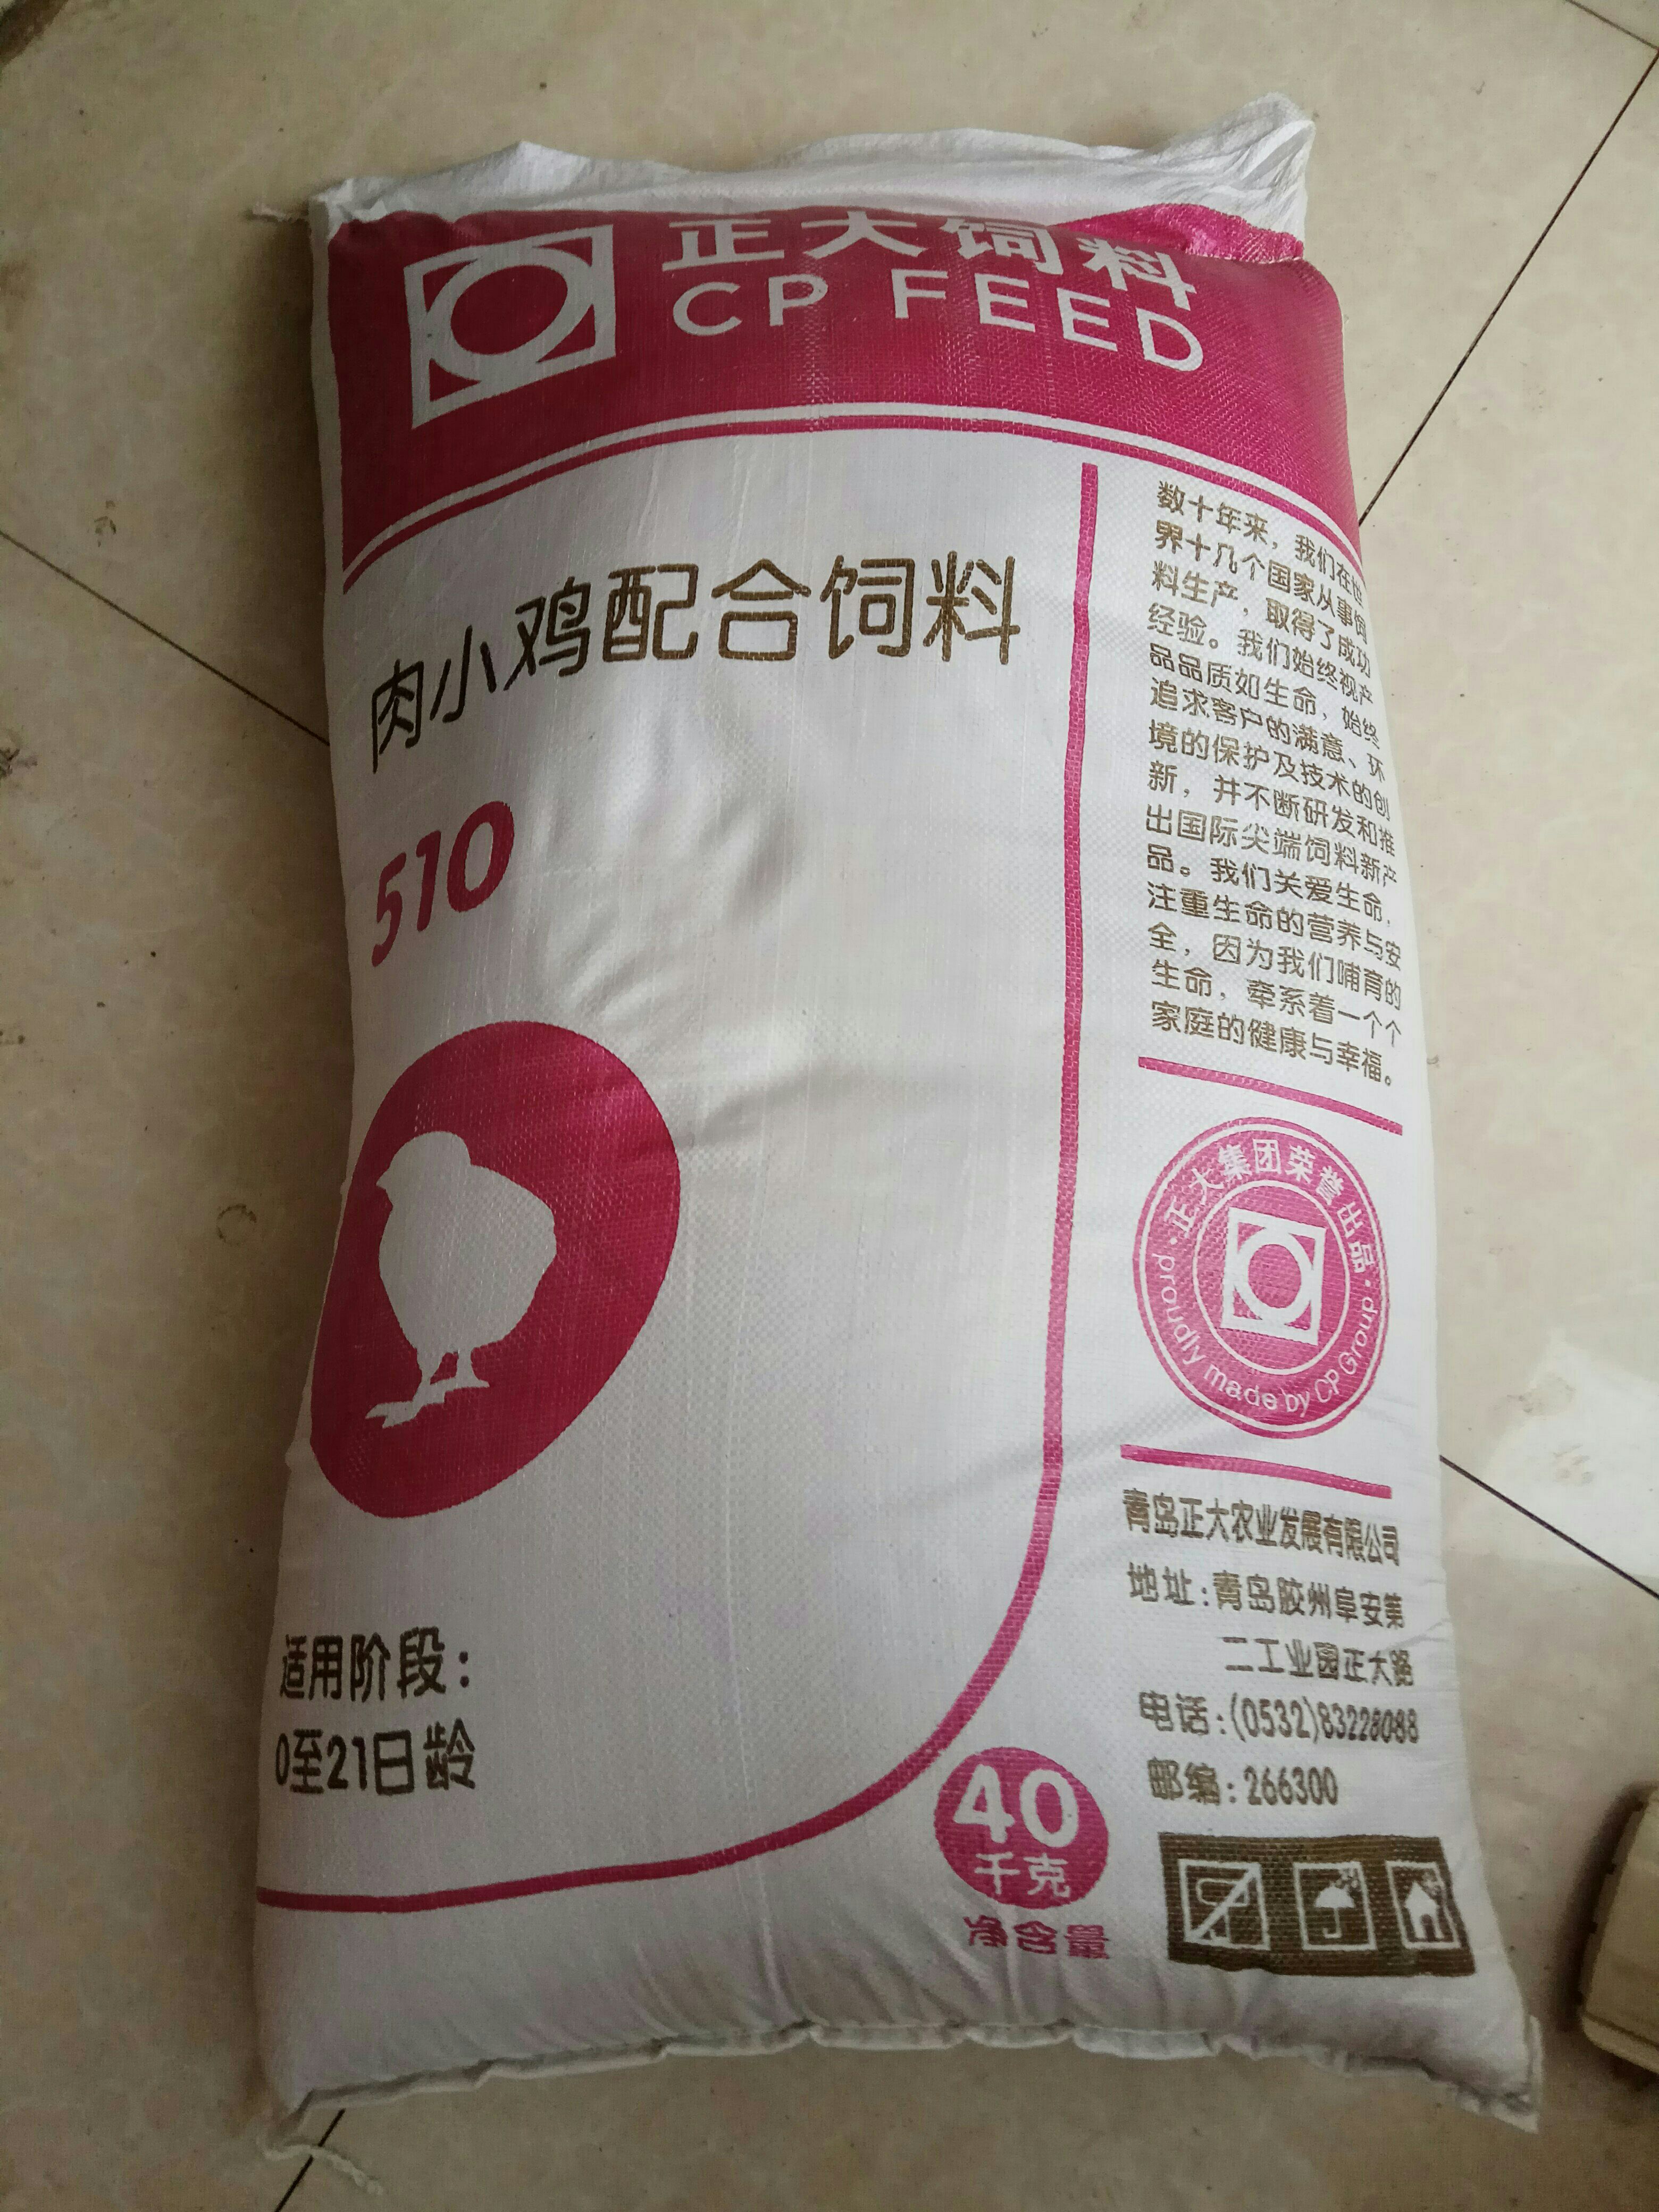 正大饲料
CP FEED
肉小鸡配合饲料
510
适用阶段：
0至21日龄
数十年来，我们在世
界十几个国家从事饲
料生产，取得了成功
经验。我们始终视产
品品质如生命，始终
追求客户的满意、环
境的保护及技术的创
新，并不断研发和推
出国际尖端饲料新产
品。我们关爱生命，
注重生命的营养与安
全，因为我们哺育的
生命，牵系着一个个
家庭的健康与幸福。
·正大集团荣誉出品·
proudly made by CP Group
青岛正大农业发展有限公司
地址：青岛胶州阜安第
二工业园正大路
电话：(0532)83228088
邮编：266300
40
千克
净含量